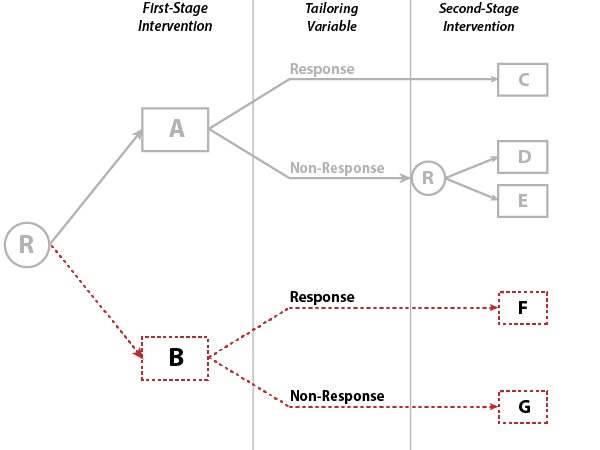 First-Stage
Intervention
Tailoring
Variable
Second-Stage
Intervention
Response
C
A
Non-Response
R
D
E
R
Response
F
B
Non-Response
G